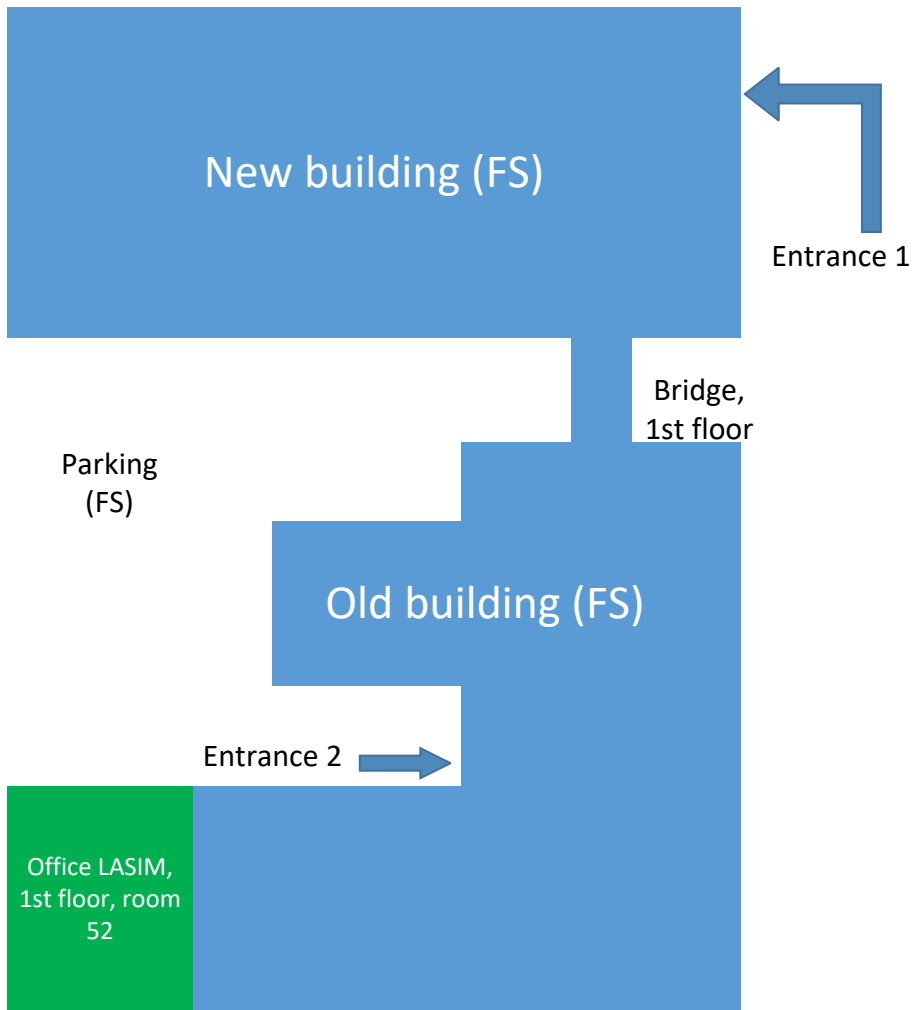 New building (FS)
Entrance 1
Bridge,
1st floor
Parking
(FS)
Old building (FS)
Entrance 2
Office LASIM,
1st floor, room
52